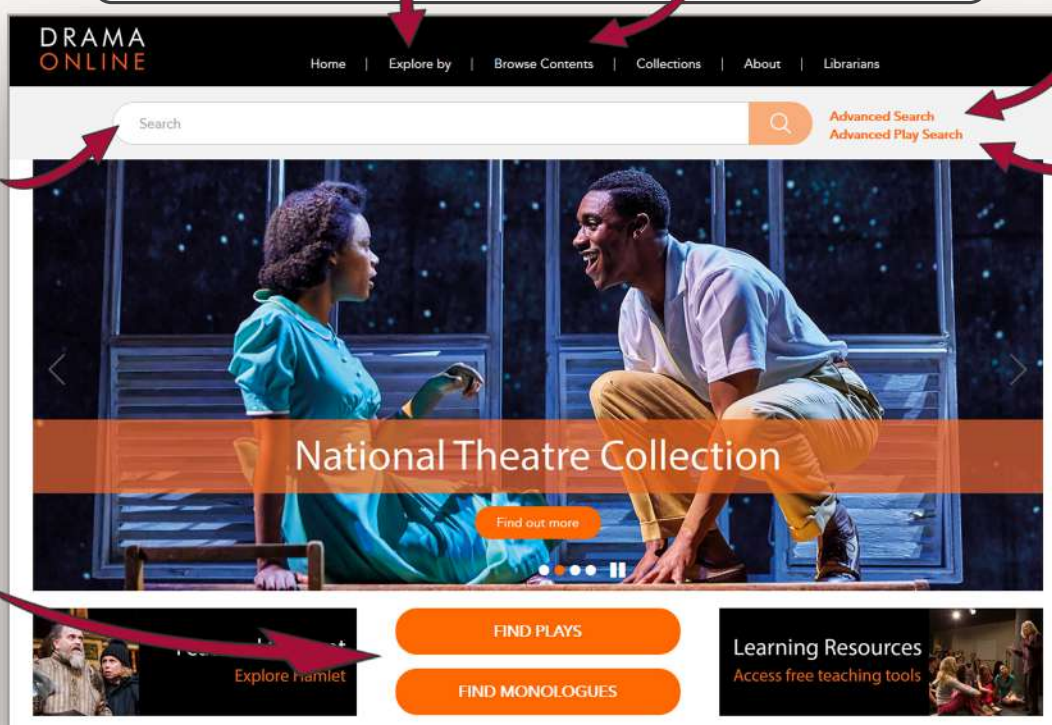 DRAMA
ONLINE
Home | Explore by | Browse Contents | Collections | About | Librarians
Search
Advanced Search
Advanced Play Search
National Theatre Collection
Find out more
Explore Hamlet
FIND PLAYS
FIND MONOLOGUES
Learning Resources
Access free teaching tools